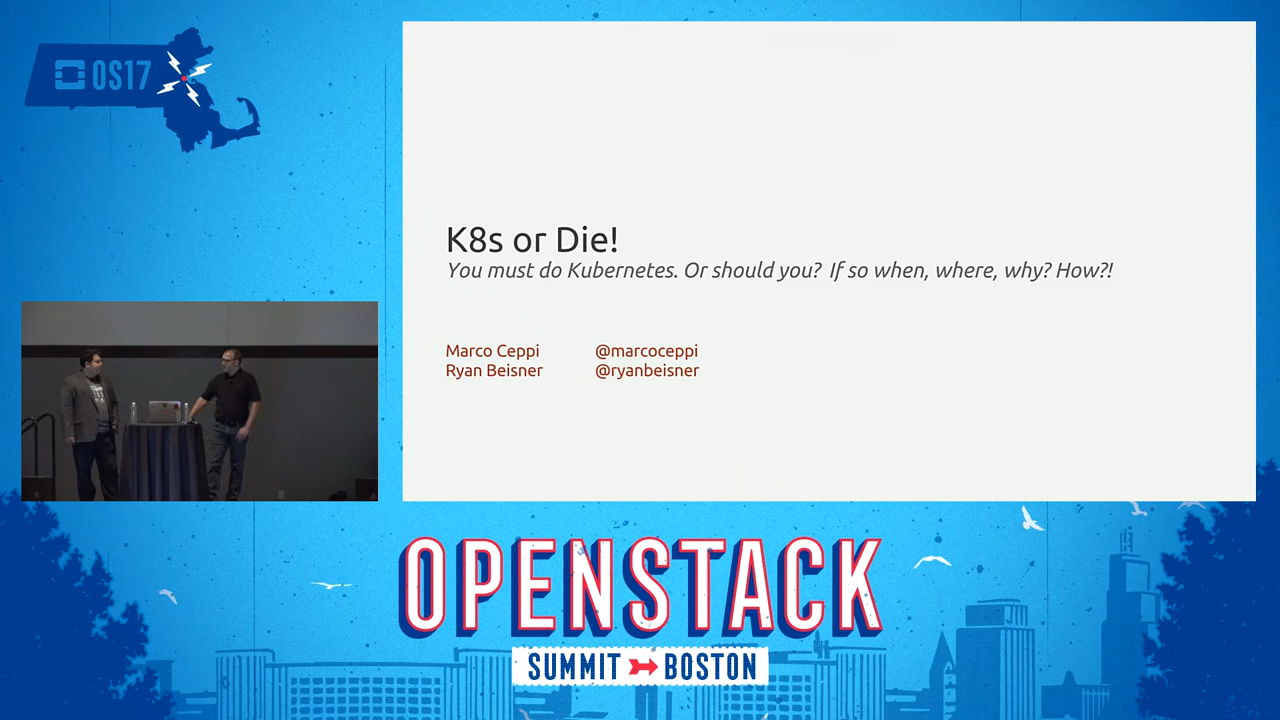 OS17
K8s or Die!
You must do Kubernetes. Or should you? If so when, where, why? How?!
Marco Ceppi @marcoceppi
Ryan Beisner @ryanbeisner
OPENSTACK
SUMMIT BOSTON